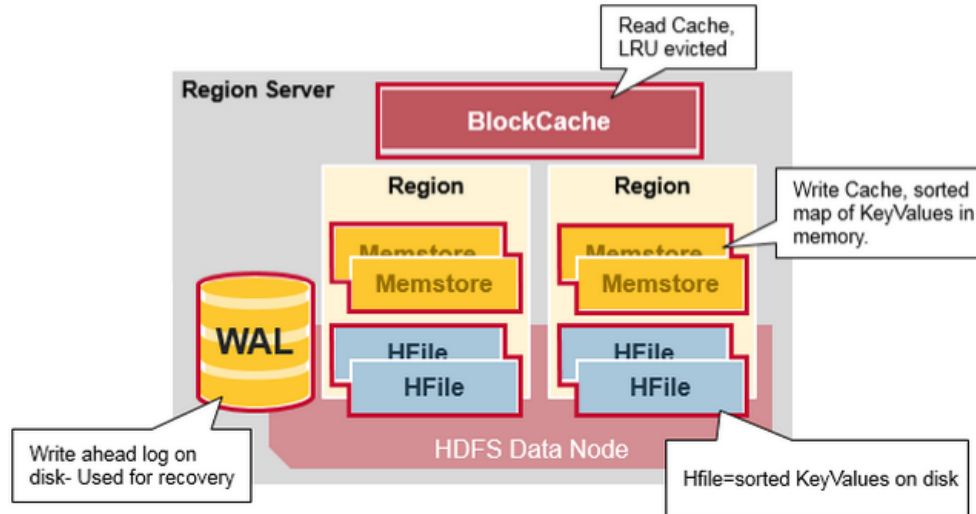 Read Cache,
LRU evicted
Region Server
BlockCache
Region
Region
Write Cache, sorted
map of KeyValues in
memory.
Memstore
Memstore
Memstore
Memstore
WAL
HFile
HFile
HFile
HFile
Write ahead log on
disk- Used for recovery
HDFS Data Node
Hfile=sorted KeyValues on disk